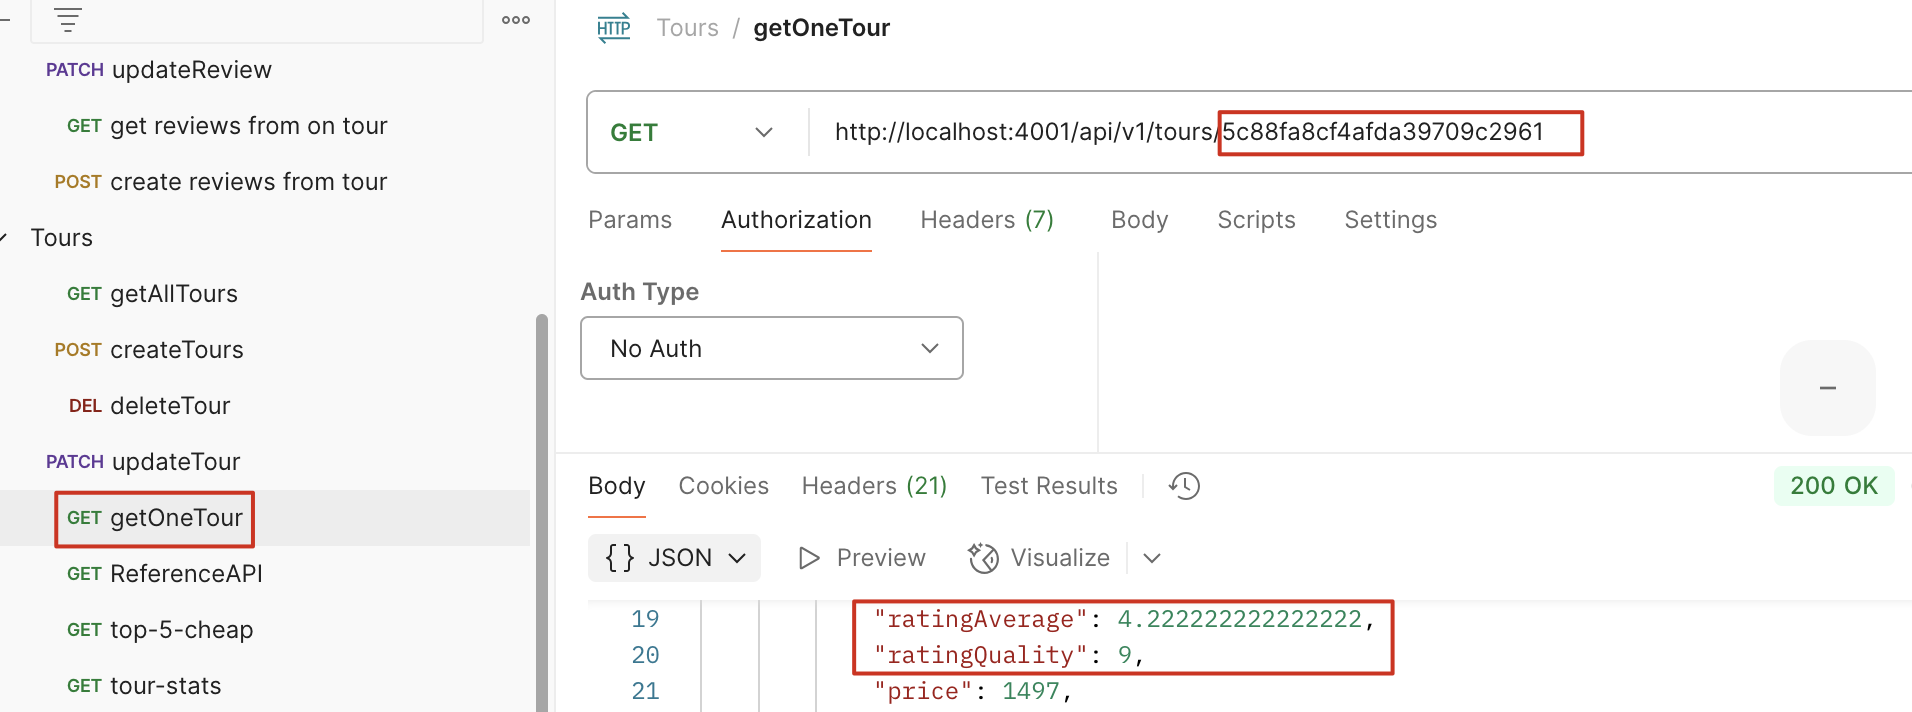 PATCH updateReview
GET get reviews from on tour
POST create reviews from tour
Tours
GET getAllTours
POST createTours
DEL deleteTour
PATCH updateTour
GET getOneTour
GET ReferenceAPI
GET top-5-cheap
GET tour-stats
HTTP Tours / getOneTour
GET http://localhost:4001/api/v1/tours/5c88fa8cf4afda39709c2961
Params Authorization Headers (7) Body Scripts Settings
Auth Type
No Auth
Body Cookies Headers (21) Test Results 200 OK
{} JSON Preview Visualize
19 "ratingAverage": 4.222222222222222,
20 "ratingQuality": 9,
21 "price": 1497,